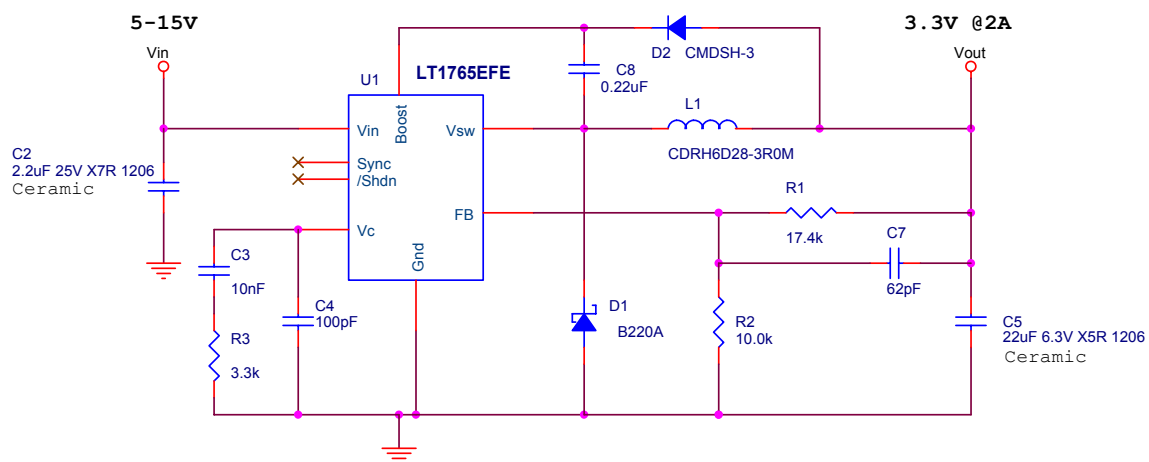 5-15V
3.3V @2A
Vin
Vout
D2 CMDSH-3
U1
LT1765EFE
C8
0.22uF
L1
CDRH6D28-3R0M
Vin
Boost
Vsw
Sync
/Shdn
FB
Vc
Gnd
C2
2.2uF 25V X7R 1206
Ceramic
R1
17.4k
C7
62pF
C3
10nF
C4
100pF
R3
3.3k
D1
B220A
R2
10.0k
C5
22uF 6.3V X5R 1206
Ceramic